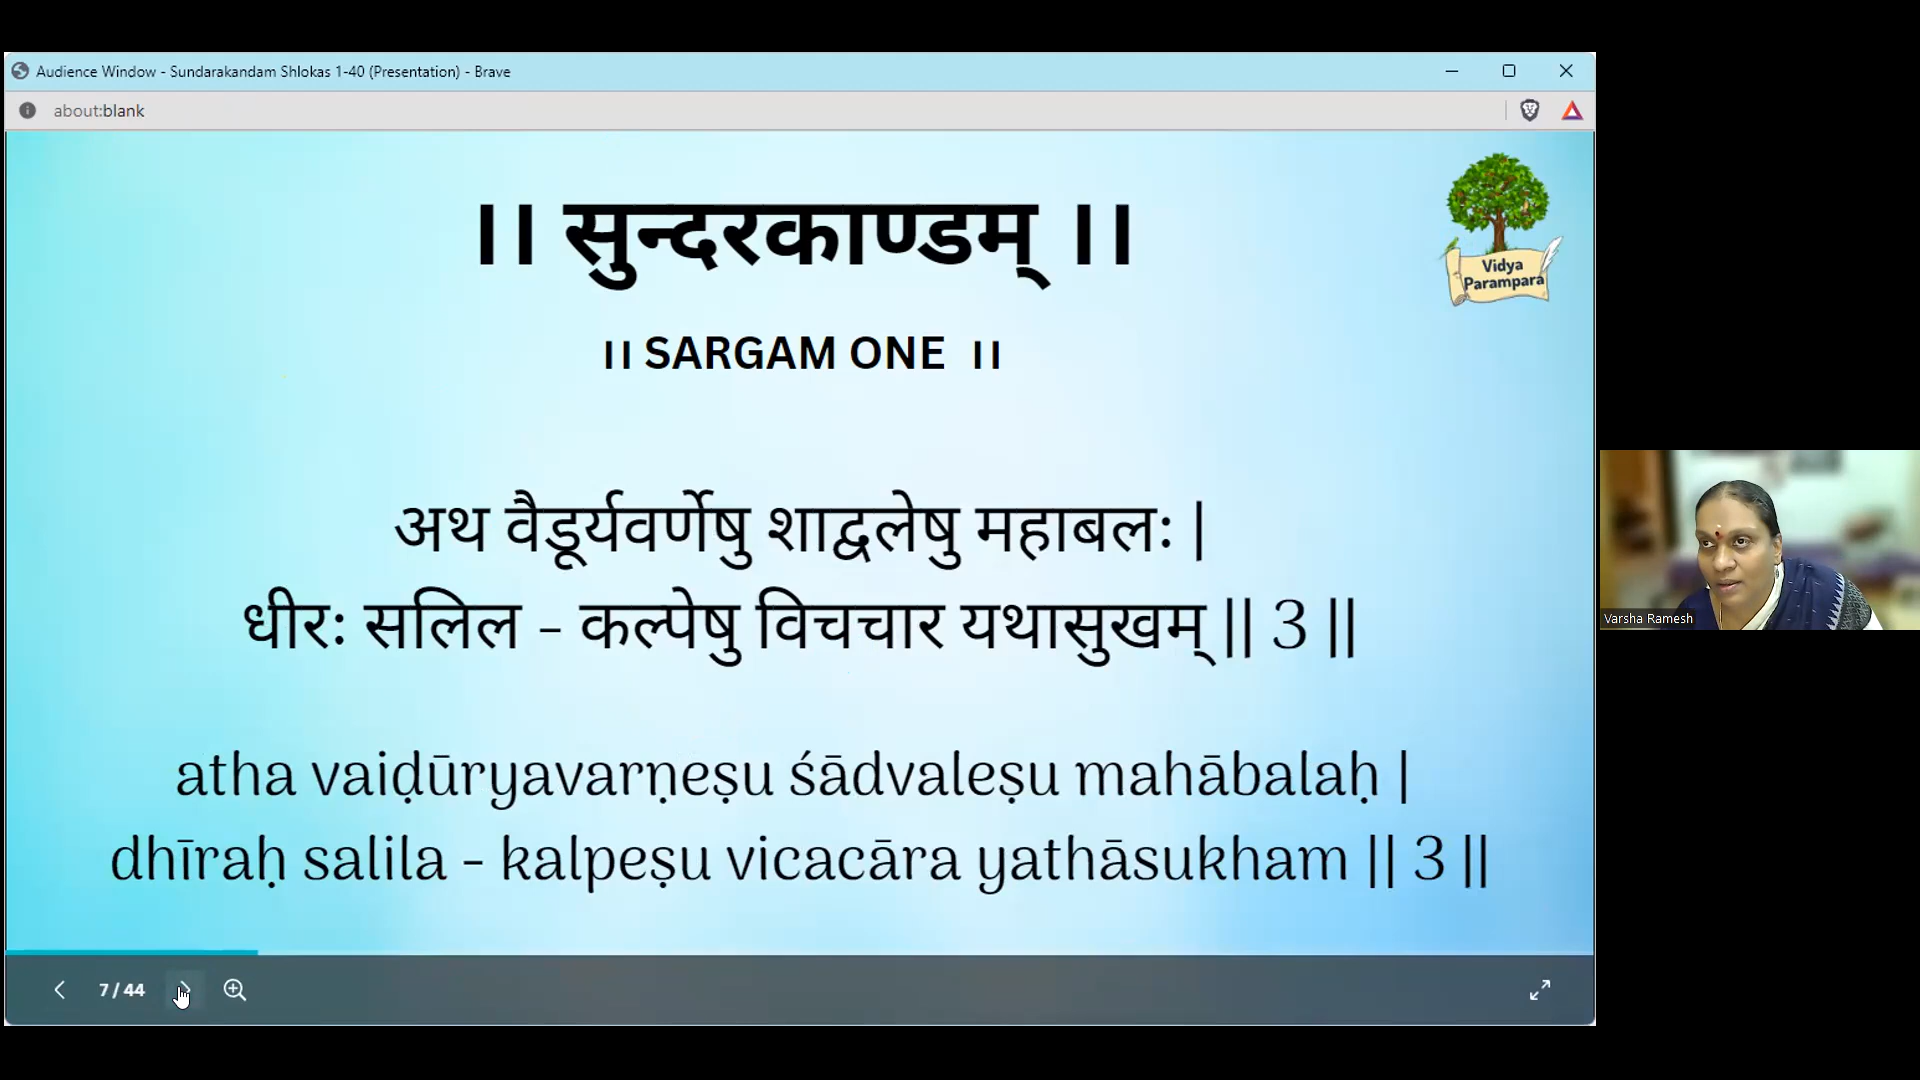 Audience Window - Sundarakandam Shlokas 1-40 (Presentation) - Brave
about:blank
।। सुन्दरकाण्डम् ।।
Vidya
Parampara
।। SARGAM ONE ।।
अथ वैडूर्यवर्णेषु शाद्वलेषु महाबलः |
धीरः सलिल - कल्पेषु विचचार यथासुखम् || 3 ||
atha vaiḍūryavarṇeṣu śādvaleṣu mahābalaḥ |
dhīraḥ salila - kalpeṣu vicacāra yathāsukham || 3 ||
Varsha Ramesh
7 / 44